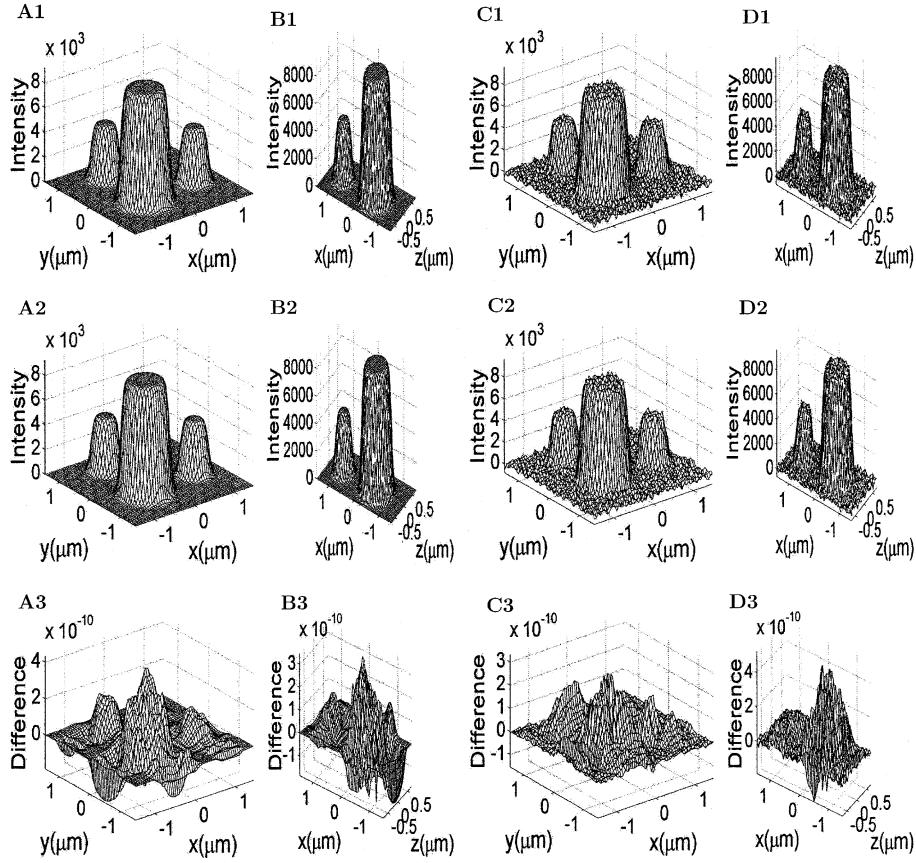 A1
B1
C1
D1
x 10³
x 10³
Intensity
8
6
4
2
0
1
0
-1
y(μm)
-1
0
1
x(μm)
Intensity
8000
6000
4000
2000
0
1
0
-1
x(μm)
0.5
0
-0.5
z(μm)
Intensity
8
6
4
2
0
1
0
-1
y(μm)
-1
0
1
x(μm)
Intensity
8000
6000
4000
2000
0
1
0
-1
x(μm)
0.5
0
-0.5
z(μm)
A2
B2
C2
D2
x 10³
x 10³
Intensity
8
6
4
2
0
1
0
-1
y(μm)
-1
0
1
x(μm)
Intensity
8000
6000
4000
2000
0
1
0
-1
x(μm)
0.5
0
-0.5
z(μm)
Intensity
8
6
4
2
0
1
0
-1
y(μm)
-1
0
1
x(μm)
Intensity
8000
6000
4000
2000
0
1
0
-1
x(μm)
0.5
0
-0.5
z(μm)
A3
B3
C3
D3
x 10⁻¹⁰
x 10⁻¹⁰
x 10⁻¹⁰
x 10⁻¹⁰
Difference
4
2
0
1
0
-1
y(μm)
-1
0
1
x(μm)
Difference
3
2
1
0
-1
1
0
-1
x(μm)
0.5
0
-0.5
z(μm)
Difference
3
2
1
0
-1
1
0
-1
y(μm)
-1
0
1
x(μm)
Difference
4
2
0
1
0
-1
x(μm)
0.5
0
-0.5
z(μm)